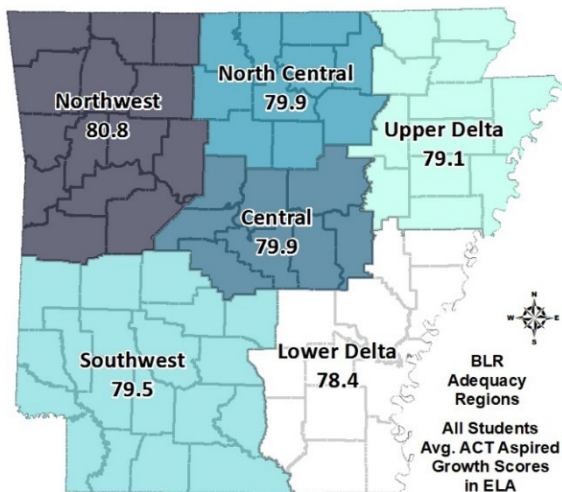 North Central
79.9
Northwest
80.8
Upper Delta
79.1
Central
79.9
Southwest
79.5
Lower Delta
78.4
N
W
E
S
BLR
Adequacy
Regions
All Students
Avg. ACT Aspired
Growth Scores
in ELA